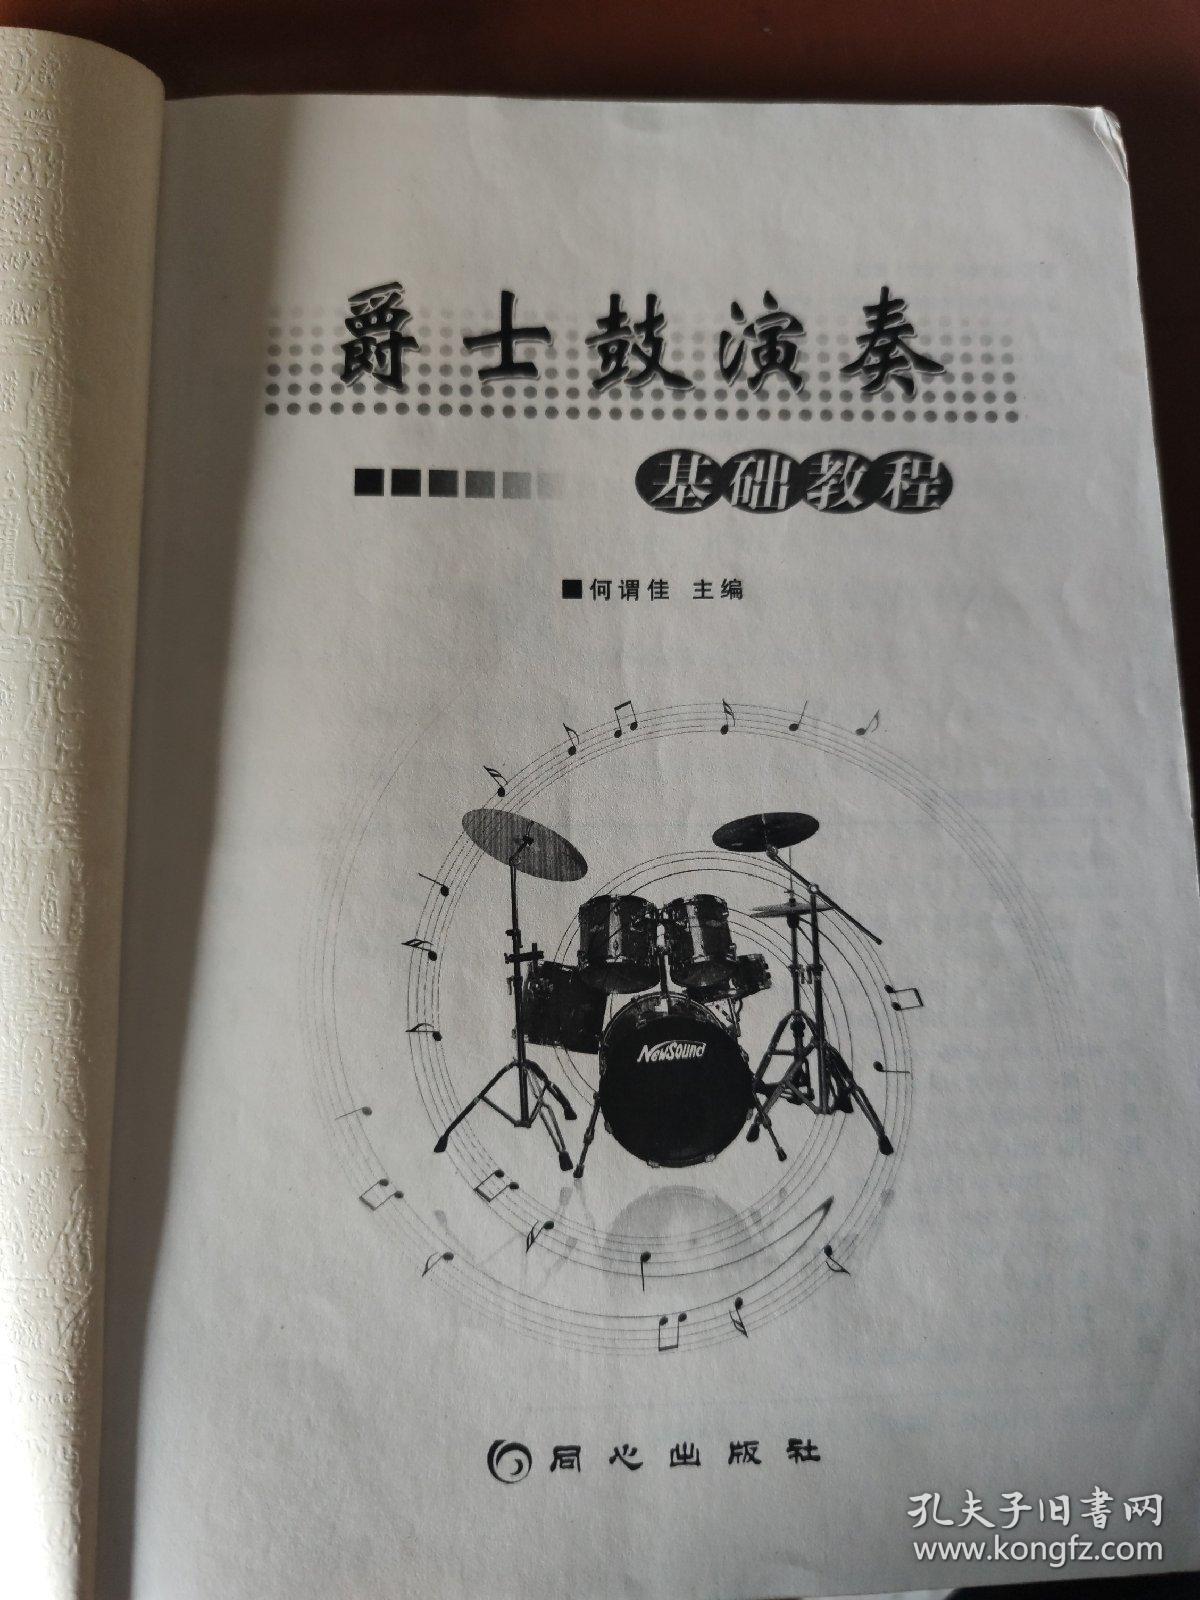 爵士鼓演奏
基础教程
■何谓佳 主编
NewSound
同心出版社
孔夫子旧书网
www.kongfz.com